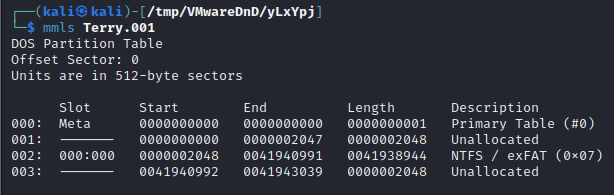 ┌──(kali㉿kali)-[/tmp/VMwareDnD/yLxYpj]
└─$ mmls Terry.001
DOS Partition Table
Offset Sector: 0
Units are in 512-byte sectors

      Slot      Start        End          Length       Description
000:  Meta      0000000000   0000000000   0000000001   Primary Table (#0)
001:  -------   0000000000   0000002047   0000002048   Unallocated
002:  000:000   0000002048   0041940991   0041938944   NTFS / exFAT (0×07)
003:  -------   0041940992   0041943039   0000002048   Unallocated